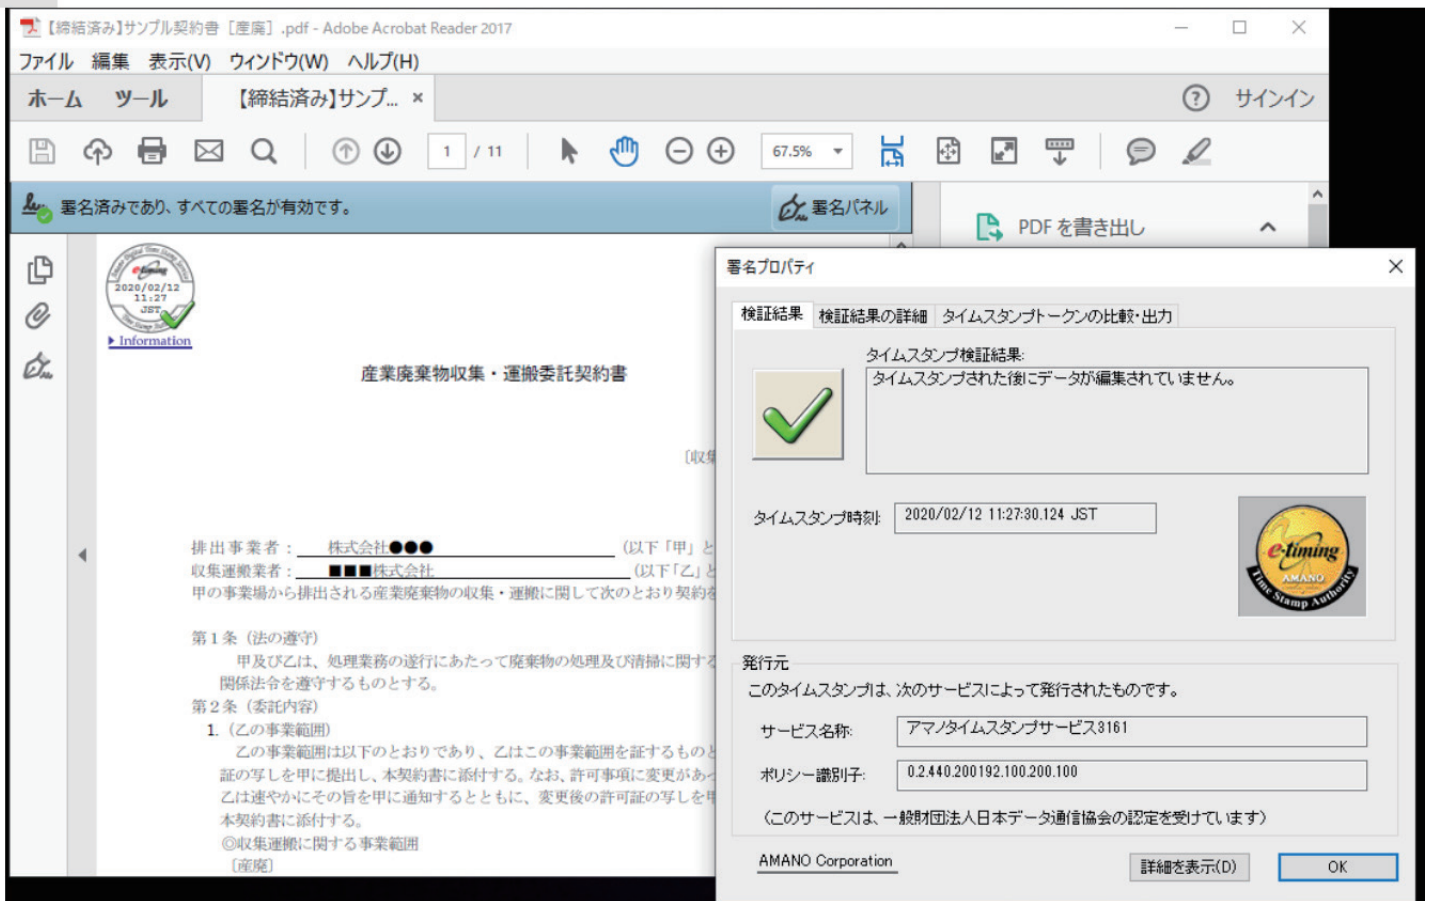 【締結済み】サンプル契約書［産廃］.pdf - Adobe Acrobat Reader 2017
ファイル 編集 表示(V) ウィンドウ(W) ヘルプ(H)
ホーム ツール 【締結済み】サンプ... × サインイン
1 / 11 67.5%
署名済みであり、すべての署名が有効です。 署名パネル
PDF を書き出し
e-timing
2020/02/12
11:27
JST
Information
産業廃棄物収集・運搬委託契約書
〔収集
排出事業者： 株式会社●●● （以下「甲」と
収集運搬業者： ■■■株式会社 （以下「乙」と
甲の事業場から排出される産業廃棄物の収集・運搬に関して次のとおり契約を
第１条（法の遵守）
甲及び乙は、処理業務の遂行にあたって廃棄物の処理及び清掃に関する
関係法令を遵守するものとする。
第２条（委託内容）
1.（乙の事業範囲）
乙の事業範囲は以下のとおりであり、乙はこの事業範囲を証するものと
証の写しを甲に提出し、本契約書に添付する。なお、許可事項に変更があっ
乙は速やかにその旨を甲に通知するとともに、変更後の許可証の写しを甲
本契約書に添付する。
◎収集運搬に関する事業範囲
〔産廃〕
署名プロパティ
検証結果 検証結果の詳細 タイムスタンプトークンの比較・出力
タイムスタンプ検証結果:
タイムスタンプされた後にデータが編集されていません。
タイムスタンプ時刻: 2020/02/12 11:27:30.124 JST
e-timing
AMANO
Time Stamp Authority
発行元
このタイムスタンプは、次のサービスによって発行されたものです。
サービス名称: アマノタイムスタンプサービス3161
ポリシー識別子: 0.2.440.200192.100.200.100
（このサービスは、一般財団法人日本データ通信協会の認定を受けています）
AMANO Corporation 詳細を表示(D) OK